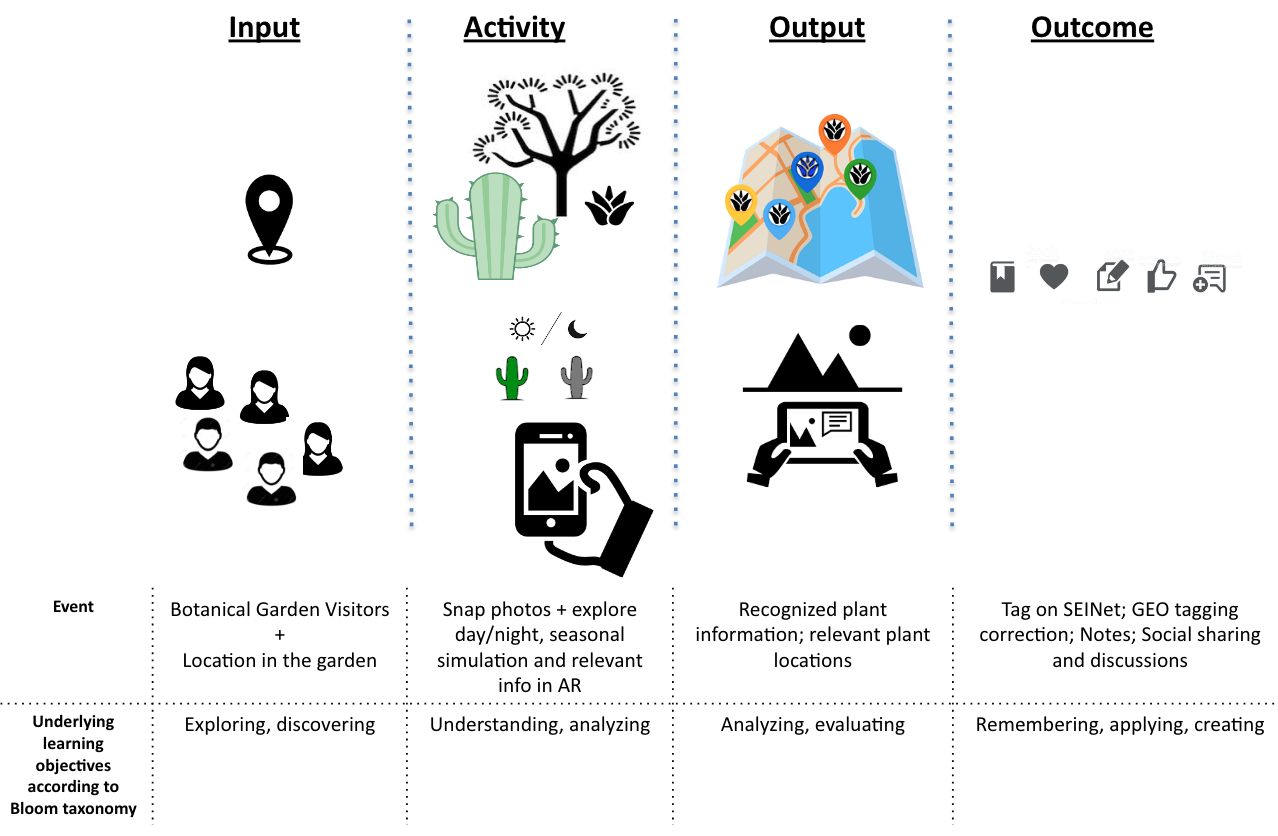 Input
Activity
Output
Outcome
Event
Botanical Garden Visitors
+
Location in the garden
Snap photos + explore
day/night, seasonal
simulation and relevant
info in AR
Recognized plant
information; relevant plant
locations
Tag on SEINet; GEO tagging
correction; Notes; Social sharing
and discussions
Underlying
learning
objectives
according to
Bloom taxonomy
Exploring, discovering
Understanding, analyzing
Analyzing, evaluating
Remembering, applying, creating